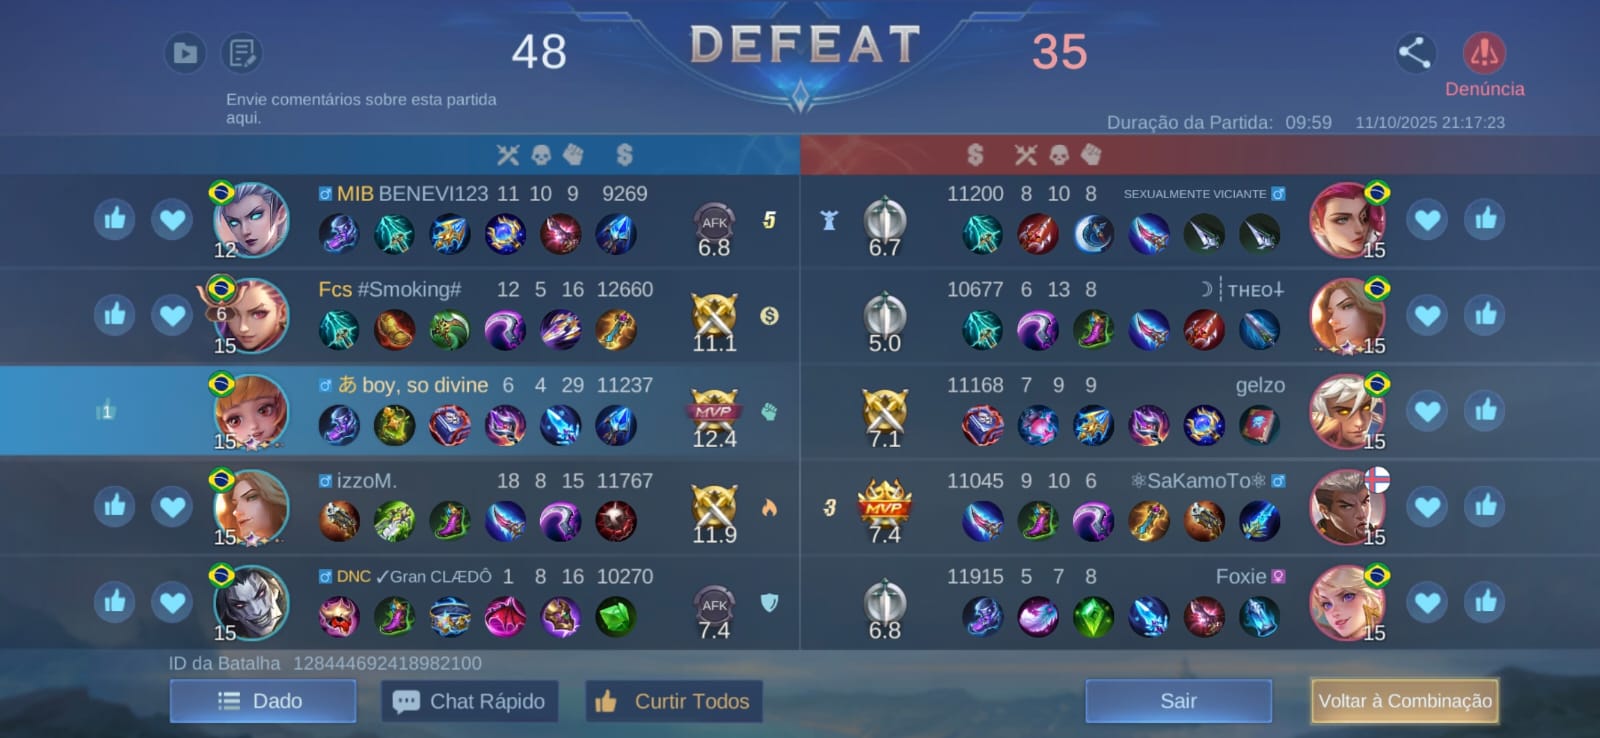 48 DEFEAT 35
Denúncia
Envie comentários sobre esta partida
aqui.
Duração da Partida: 09:59 11/10/2025 21:17:23
$ $
12 MIB BENEVI123 11 10 9 9269 AFK 6.8 5
6.7 11200 8 10 8 SEXUALMENTE VICIANTE 15
6 15 Fcs #Smoking# 12 5 16 12660 11.1 $
5.0 10677 6 13 8 ☽┆THEO⸸ 15
1 15 あ boy, so divine 6 4 29 11237 MVP 12.4
7.1 11168 7 9 9 gelzo 15
15 izzoM. 18 8 15 11767 11.9
3 MVP 7.4 11045 9 10 6 ⚛SaKamoTo⚛ 15
15 DNC ✓Gran CLÆDÔ 1 8 16 10270 AFK 7.4
6.8 11915 5 7 8 Foxie 15
ID da Batalha 128444692418982100
Dado Chat Rápido Curtir Todos Sair Voltar à Combinação